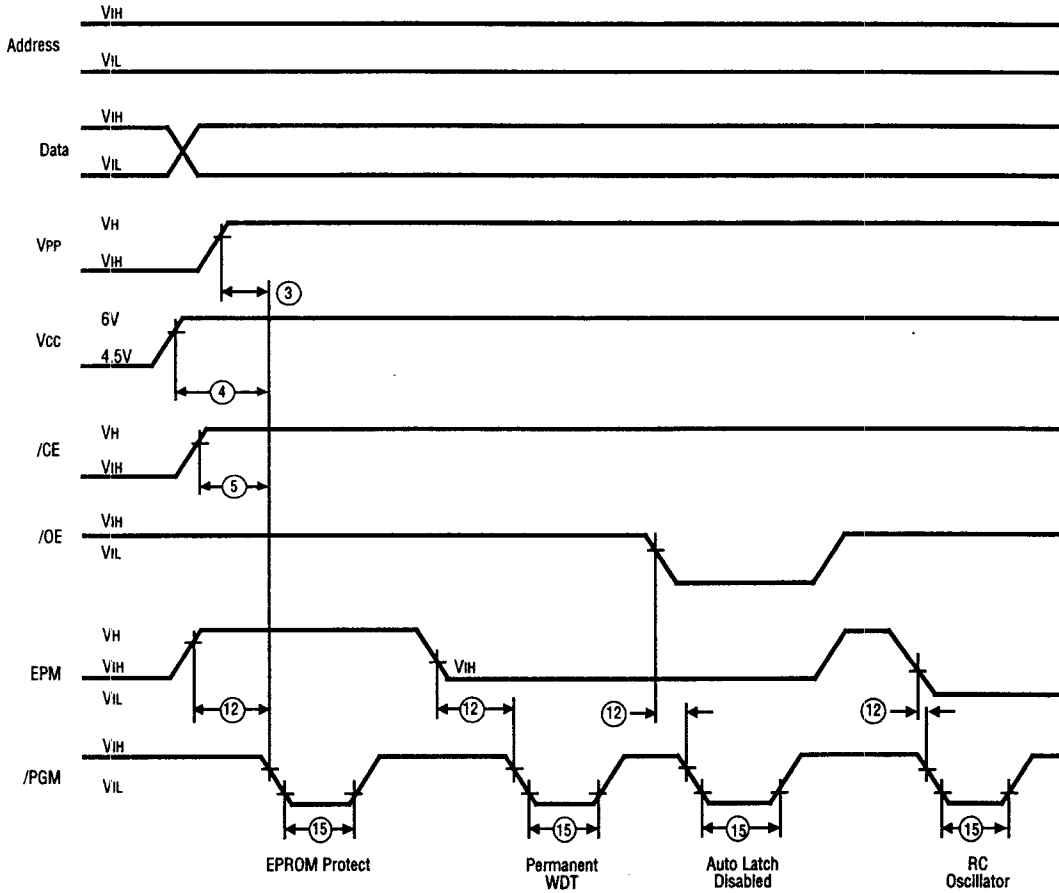 VIH
Address
VIL
VIH
Data
VIL
VH
VPP
VIH
3
6V
VCC
4.5V
4
VH
/CE
VIH
5
VIH
/OE
VIL
VH
EPM
VIH
VIH
VIL
12
12
12
12
VIH
/PGM
VIL
15
15
15
15
EPROM Protect
Permanent
WDT
Auto Latch
Disabled
RC
Oscillator